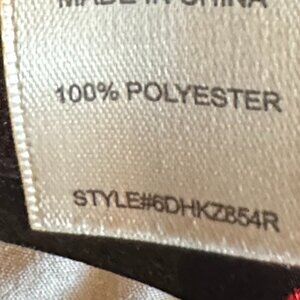 MADE IN CHINA
100% POLYESTER
STYLE#6DHKZ854R